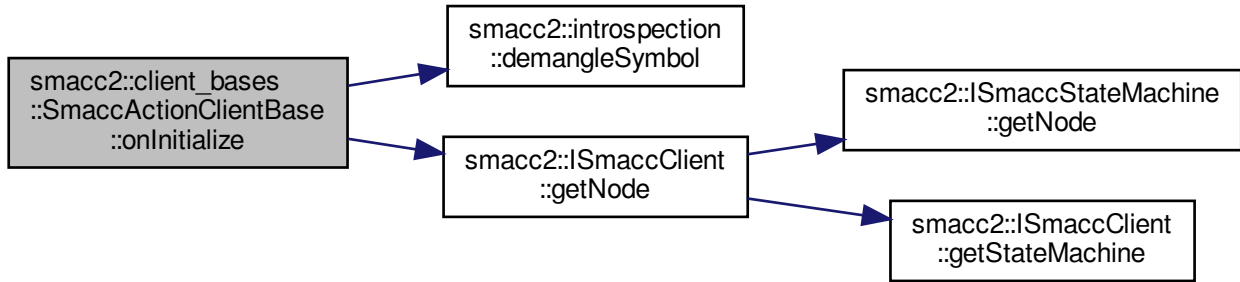 smacc2::client_bases
::SmaccActionClientBase
::onInitialize
smacc2::introspection
::demangleSymbol
smacc2::ISmaccClient
::getNode
smacc2::ISmaccStateMachine
::getNode
smacc2::ISmaccClient
::getStateMachine